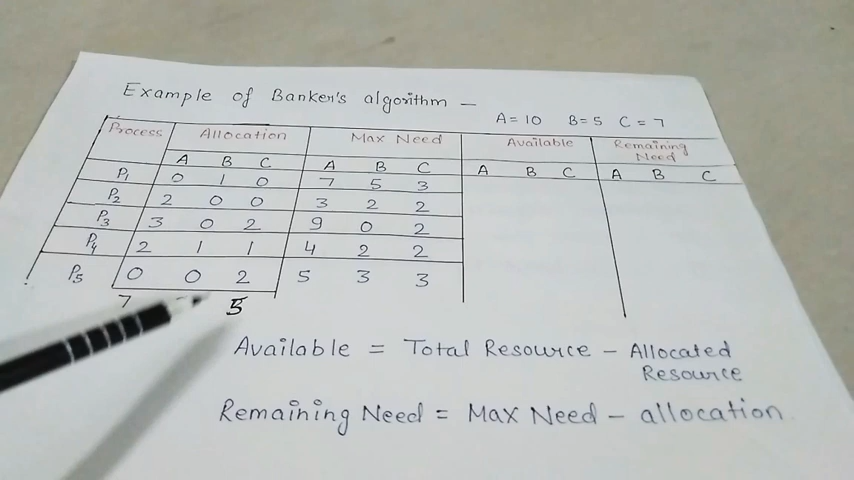 Example of Banker's algorithm —
A = 10 B = 5 C = 7
Process Allocation Max Need Available Remaining Need
A B C A B C A B C A B C
P1 0 1 0 7 5 3
P2 2 0 0 3 2 2
P3 3 0 2 9 0 2
P4 2 1 1 4 2 2
P5 0 0 2 5 3 3
7 5
Available = Total Resource – Allocated
Resource
Remaining Need = Max Need – allocation